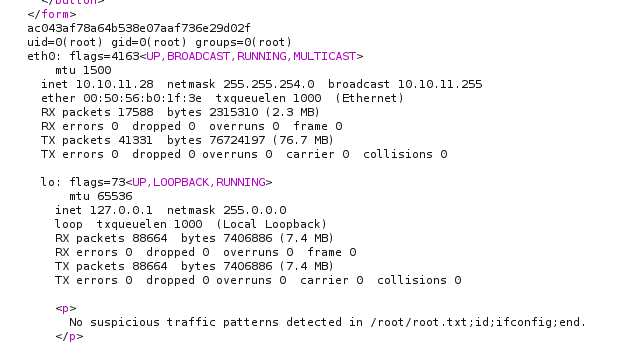 </button>
</form>
ac043af78a64b538e07aaf736e29d02f
uid=0(root) gid=0(root) groups=0(root)
eth0: flags=4163<UP,BROADCAST,RUNNING,MULTICAST>
mtu 1500
inet 10.10.11.28 netmask 255.255.254.0 broadcast 10.10.11.255
ether 00:50:56:b0:1f:3e txqueuelen 1000 (Ethernet)
RX packets 17588 bytes 2315310 (2.3 MB)
RX errors 0 dropped 0 overruns 0 frame 0
TX packets 41331 bytes 76724197 (76.7 MB)
TX errors 0 dropped 0 overruns 0 carrier 0 collisions 0
lo: flags=73<UP,LOOPBACK,RUNNING>
mtu 65536
inet 127.0.0.1 netmask 255.0.0.0
loop txqueuelen 1000 (Local Loopback)
RX packets 88664 bytes 7406886 (7.4 MB)
RX errors 0 dropped 0 overruns 0 frame 0
TX packets 88664 bytes 7406886 (7.4 MB)
TX errors 0 dropped 0 overruns 0 carrier 0 collisions 0
<p>
No suspicious traffic patterns detected in /root/root.txt;id;ifconfig;end.
</p>